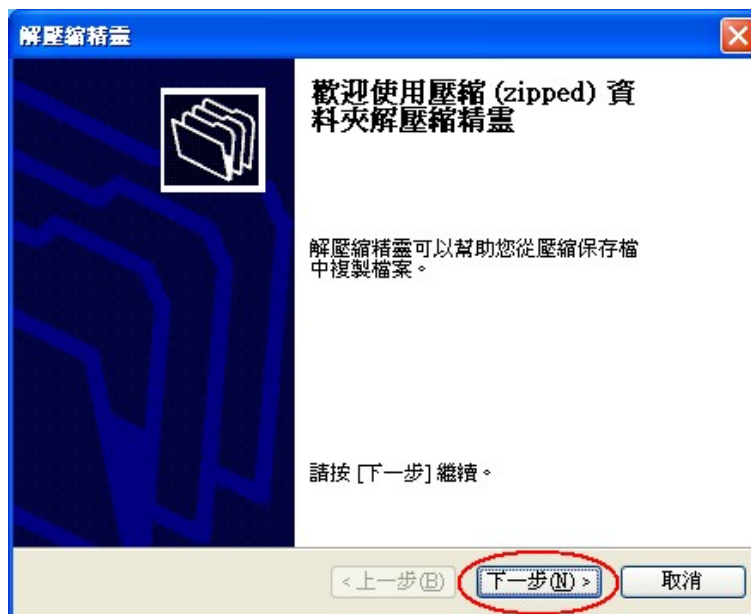 解壓縮精靈
歡迎使用壓縮 (zipped) 資
料夾解壓縮精靈
解壓縮精靈可以幫助您從壓縮保存檔
中複製檔案。
請按 [下一步] 繼續。
<上一步(B) 下一步(N) > 取消